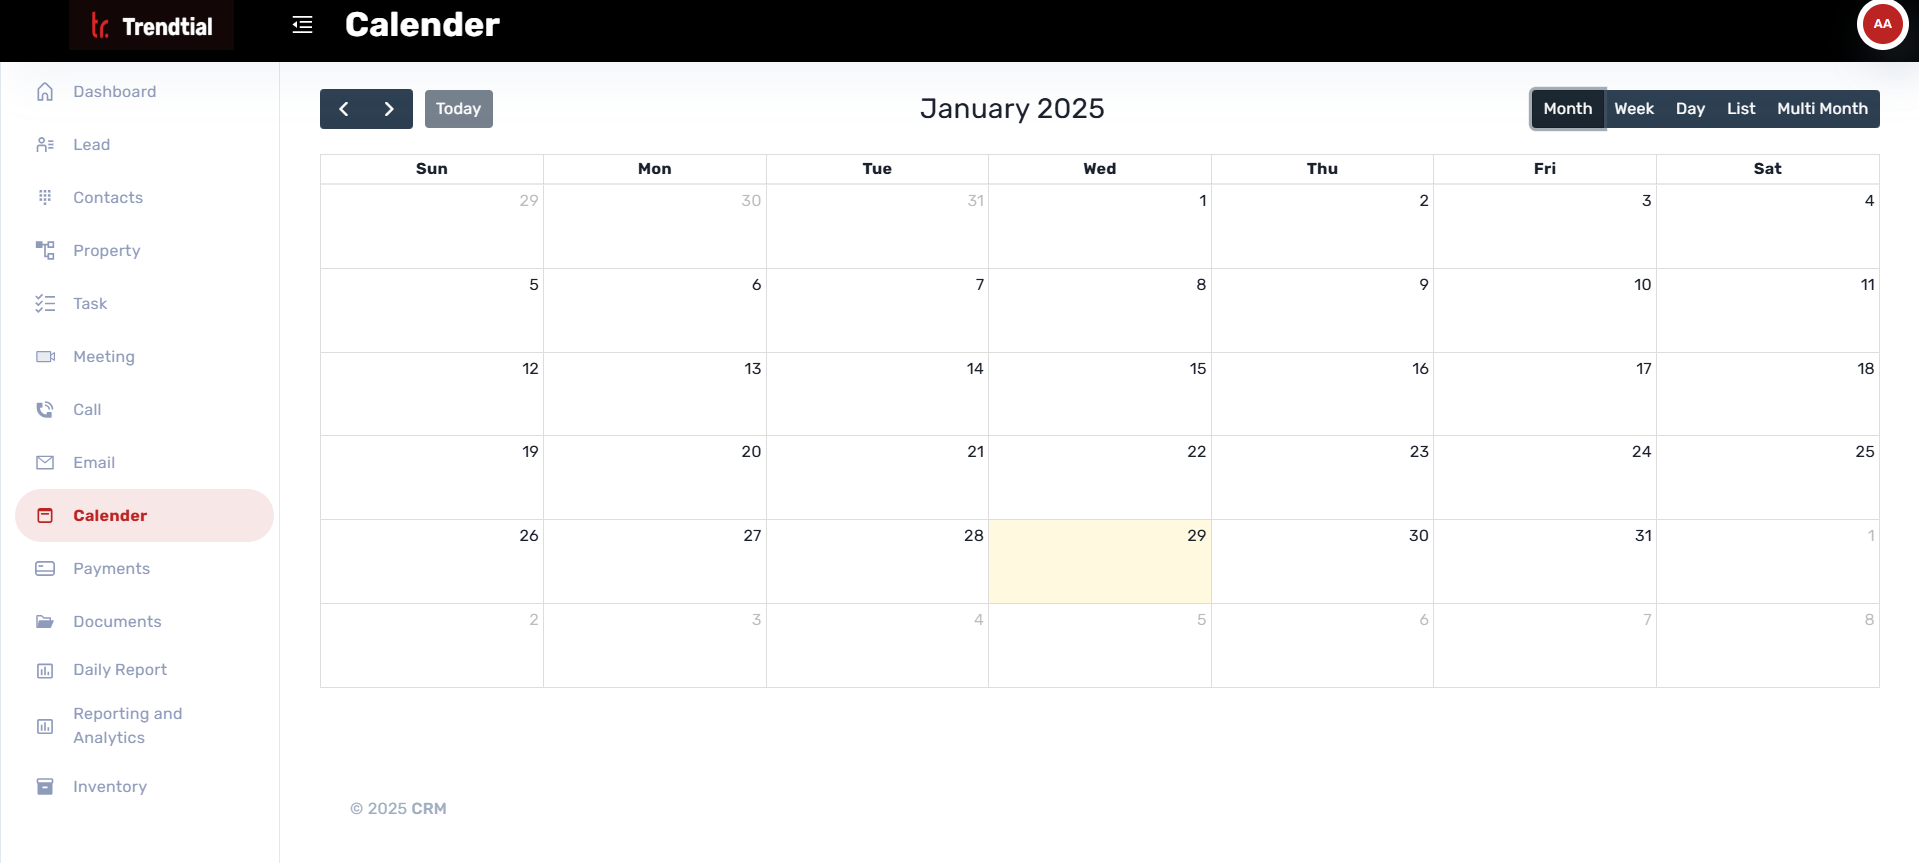 tr. Trendtial
Calender
AA
Dashboard
Lead
Contacts
Property
Task
Meeting
Call
Email
Calender
Payments
Documents
Daily Report
Reporting and
Analytics
Inventory
Today
January 2025
Month Week Day List Multi Month
Sun Mon Tue Wed Thu Fri Sat
29 30 31 1 2 3 4
5 6 7 8 9 10 11
12 13 14 15 16 17 18
19 20 21 22 23 24 25
26 27 28 29 30 31 1
2 3 4 5 6 7 8
© 2025 CRM